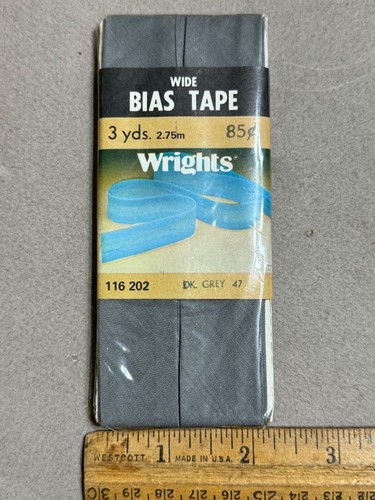 WIDE
BIAS TAPE
3 yds. 2.75m 85¢
Wrights®
116 202 DK. GREY 47
WESTCOTT 1 MADE IN U.S.A. 2 3